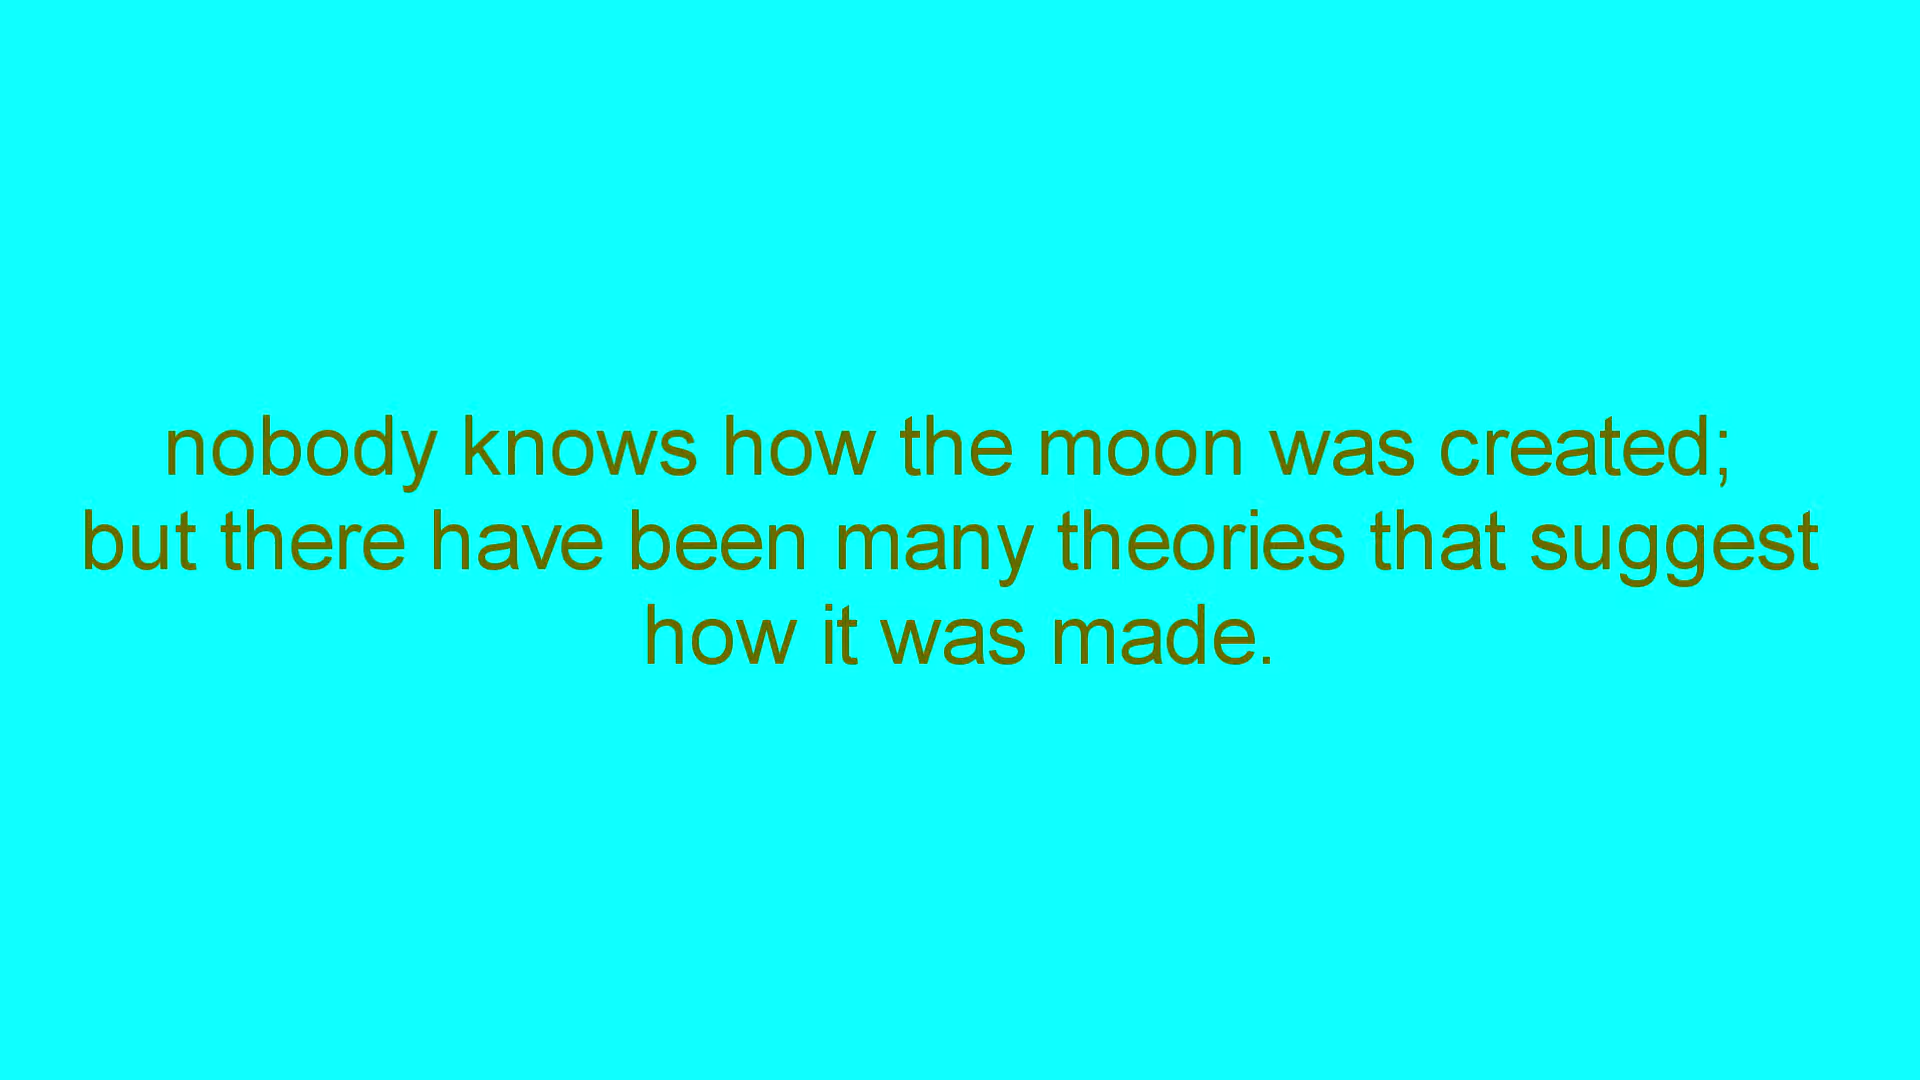 nobody knows how the moon was created;
but there have been many theories that suggest
how it was made.